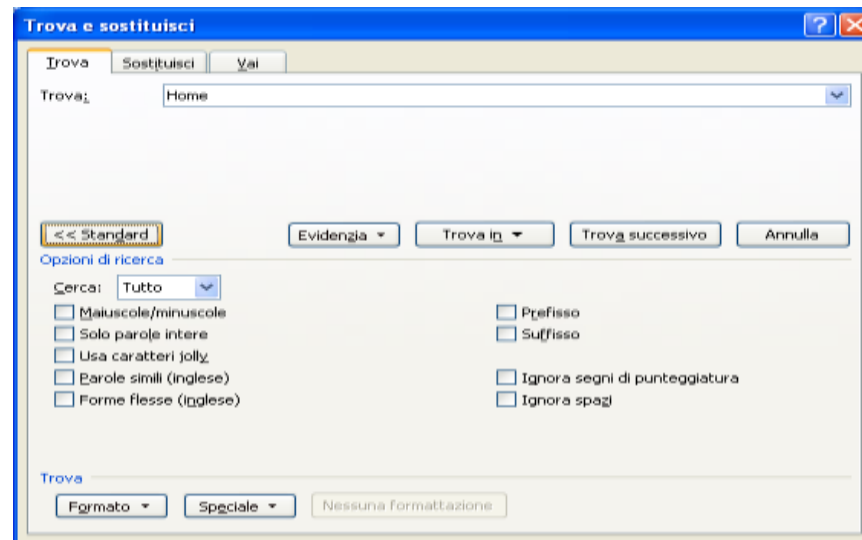 Trova e sostituisci
Trova Sostituisci Vai
Trova: Home
<< Standard Evidenzia Trova in Trova successivo Annulla
Opzioni di ricerca
Cerca: Tutto
Maiuscole/minuscole Prefisso
Solo parole intere Suffisso
Usa caratteri jolly
Parole simili (inglese) Ignora segni di punteggiatura
Forme flesse (inglese) Ignora spazi
Trova
Formato Speciale Nessuna formattazione